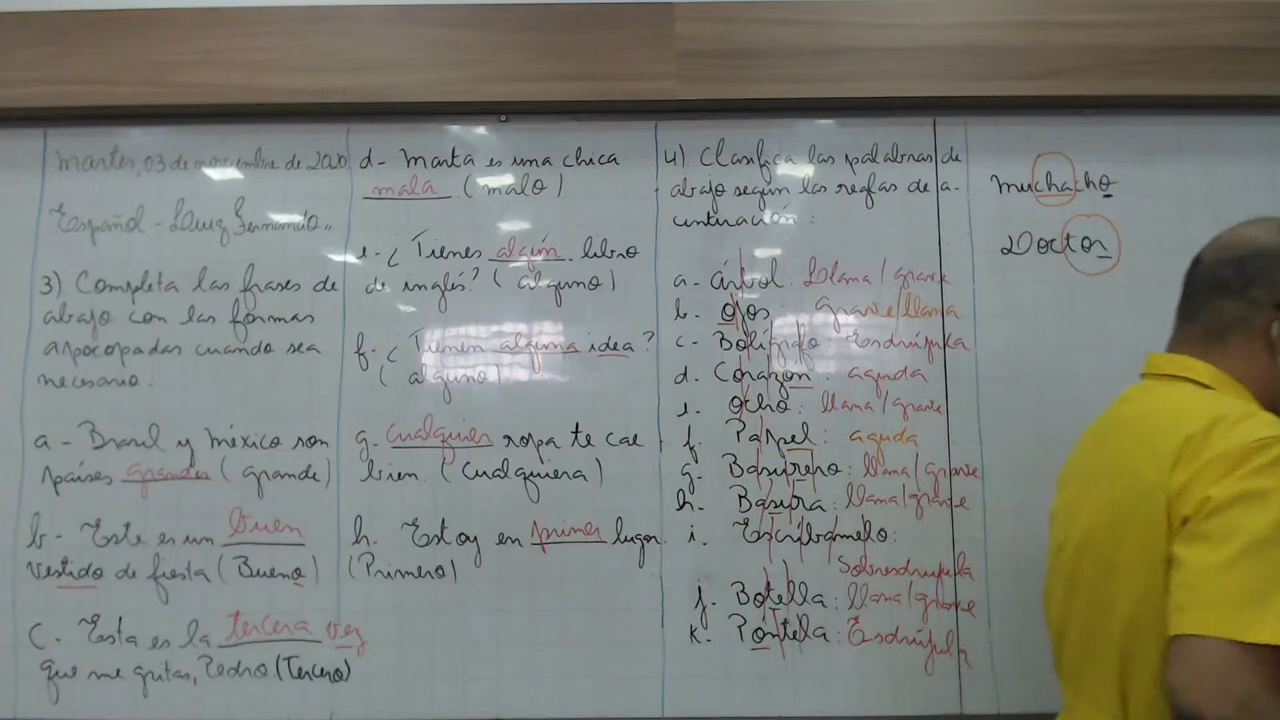 martes, 03 de noviembre de 2020
Español - Luiz Fernando..
3) Completa las frases de
abajo con las formas
apocopadas cuando sea
necesario.
a - Brasil y méxico son
países grandes (grande)
b - Este es un buen
vestido de fiesta (Bueno)
c. Esta es la tercera vez
que me gritas, Pedro (Tercero)
d - Marta es una chica
mala (malo)
e. ¿Tienes algún libro
de inglés? (alguno)
f. ¿Tienen alguna idea?
(alguno)
g. Cualquier ropa te cae
bien (Cualquiera)
h. Estoy en primer lugar
(Primero)
4) Clasifica las palabras de
abajo según las reglas de a-
centuación:
a - árbol: Llana/grave
b. ojos: grave/llana
c - Bolígrafo: Esdrújula
d. Corazon: aguda
e. ocho: llana/grave
f. Papel: aguda
g. Basurero: llana/grave
h. Basura: llana/grave
i. Escríbamelo:
Sobresdrújula
j. Botella: llana/grave
k. Póntela: Esdrújula
muchacho
Doctor